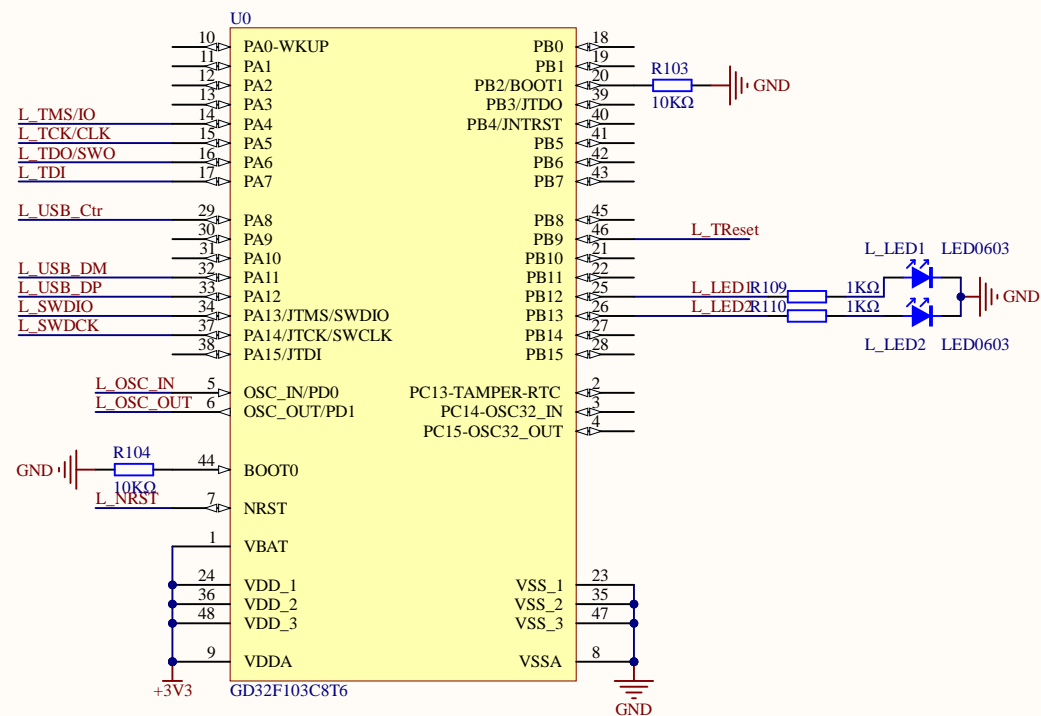 U0
10 PA0-WKUP PB0 18
11 PA1 PB1 19
12 PA2 PB2/BOOT1 20 R103 10KΩ GND
13 PA3 PB3/JTDO 39
L_TMS/IO 14 PA4 PB4/JNTRST 40
L_TCK/CLK 15 PA5 PB5 41
L_TDO/SWO 16 PA6 PB6 42
L_TDI 17 PA7 PB7 43
L_USB_Ctr 29 PA8 PB8 45
30 PA9 PB9 46 L_TReset
31 PA10 PB10 21
L_USB_DM 32 PA11 PB11 22
L_LED1 LED0603
L_USB_DP 33 PA12 PB12 25 L_LED1 R109 1KΩ
GND
L_SWDIO 34 PA13/JTMS/SWDIO PB13 26 L_LED2 R110 1KΩ
L_SWDCK 37 PA14/JTCK/SWCLK PB14 27
L_LED2 LED0603
38 PA15/JTDI PB15 28
L_OSC_IN 5 OSC_IN/PD0 PC13-TAMPER-RTC 2
L_OSC_OUT 6 OSC_OUT/PD1 PC14-OSC32_IN 3
PC15-OSC32_OUT 4
GND R104 10KΩ 44 BOOT0
L_NRST 7 NRST
1 VBAT
24 VDD_1 VSS_1 23
36 VDD_2 VSS_2 35
48 VDD_3 VSS_3 47
9 VDDA VSSA 8
+3V3 GD32F103C8T6
GND